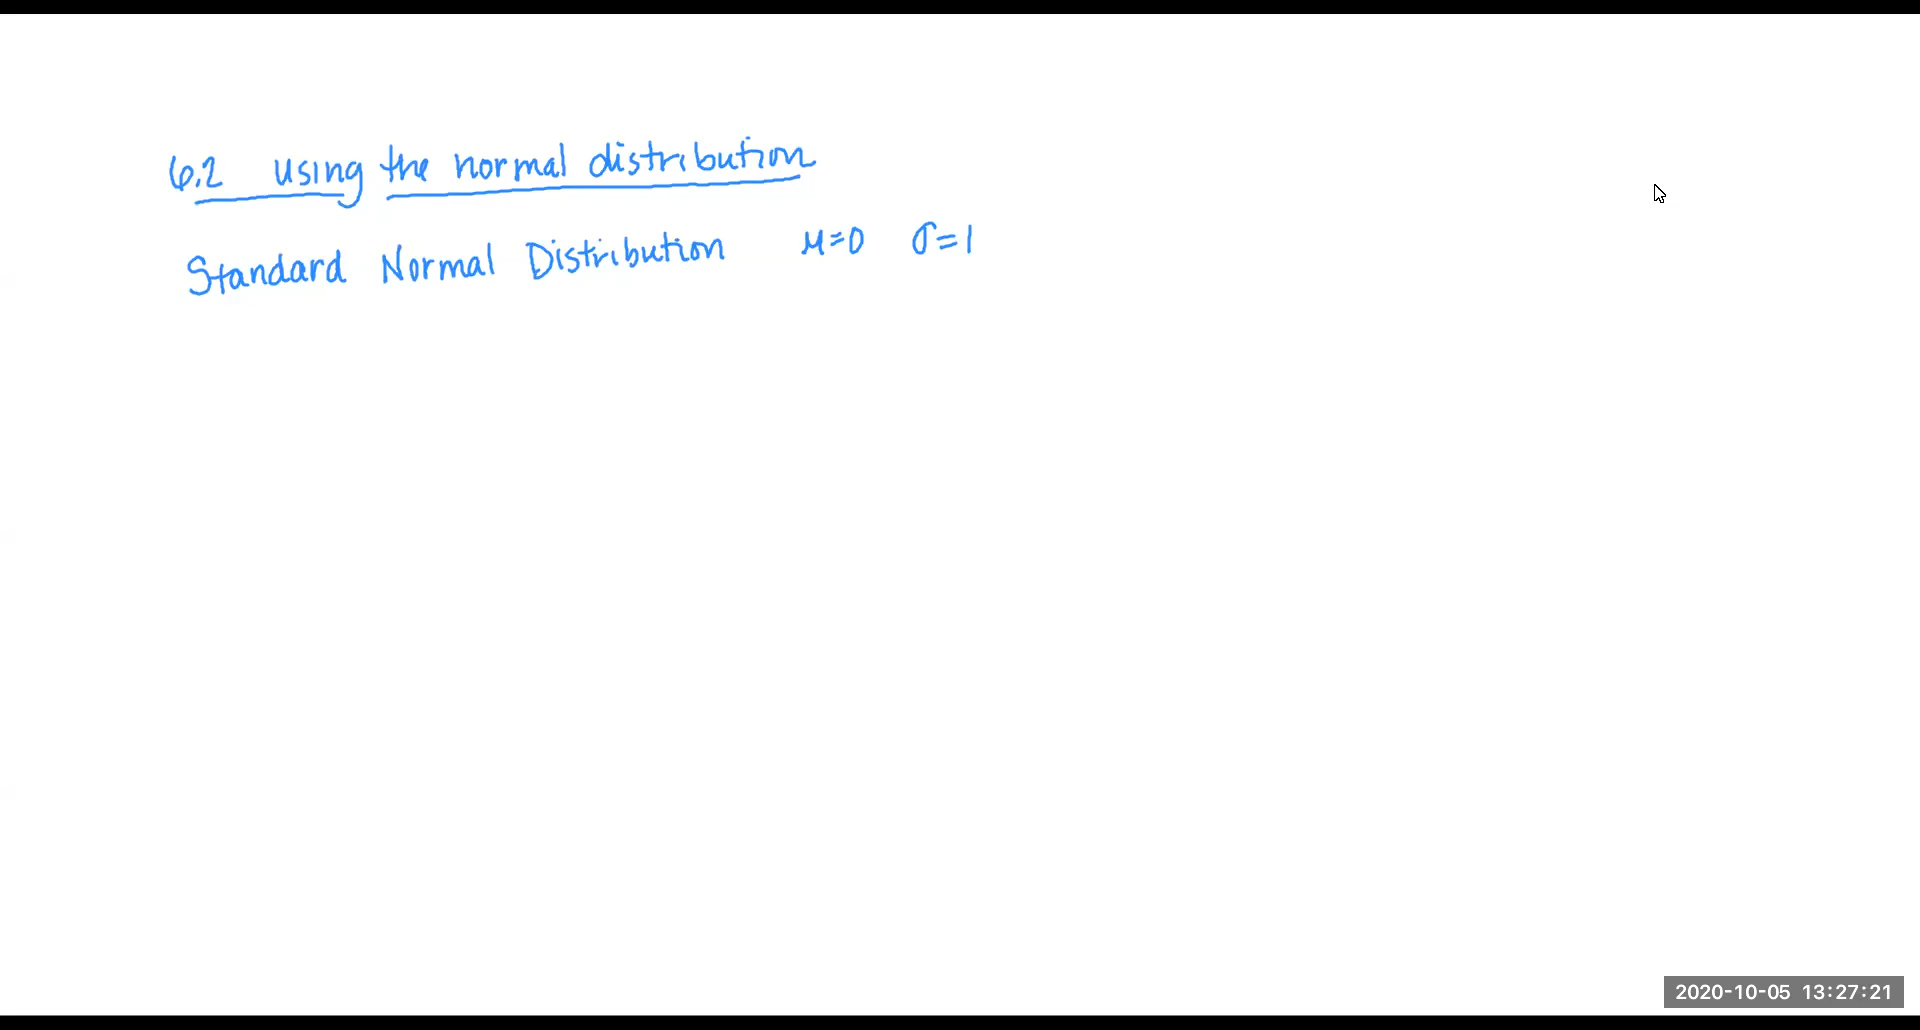 6.2 using the normal distribution
Standard Normal Distribution μ=0 σ=1
2020-10-05 13:27:21